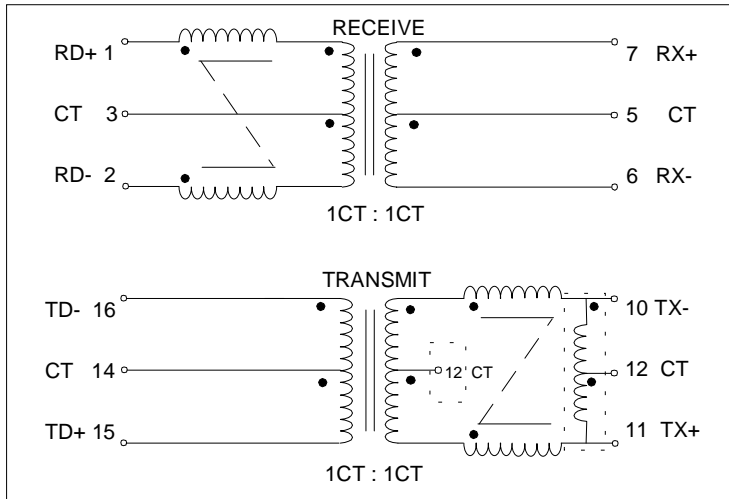 RECEIVE
RD+ 1
7 RX+
CT 3
5 CT
RD- 2
6 RX-
1CT : 1CT
TRANSMIT
TD- 16
10 TX-
CT 14
12 CT
12 CT
TD+ 15
11 TX+
1CT : 1CT